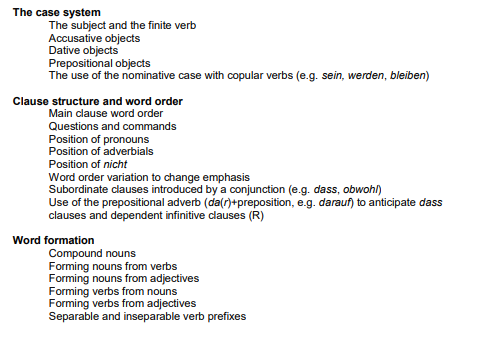 The case system
The subject and the finite verb
Accusative objects
Dative objects
Prepositional objects
The use of the nominative case with copular verbs (e.g. sein, werden, bleiben)
Clause structure and word order
Main clause word order
Questions and commands
Position of pronouns
Position of adverbials
Position of nicht
Word order variation to change emphasis
Subordinate clauses introduced by a conjunction (e.g. dass, obwohl)
Use of the prepositional adverb (da(r)+preposition, e.g. darauf) to anticipate dass
clauses and dependent infinitive clauses (R)
Word formation
Compound nouns
Forming nouns from verbs
Forming nouns from adjectives
Forming verbs from nouns
Forming verbs from adjectives
Separable and inseparable verb prefixes